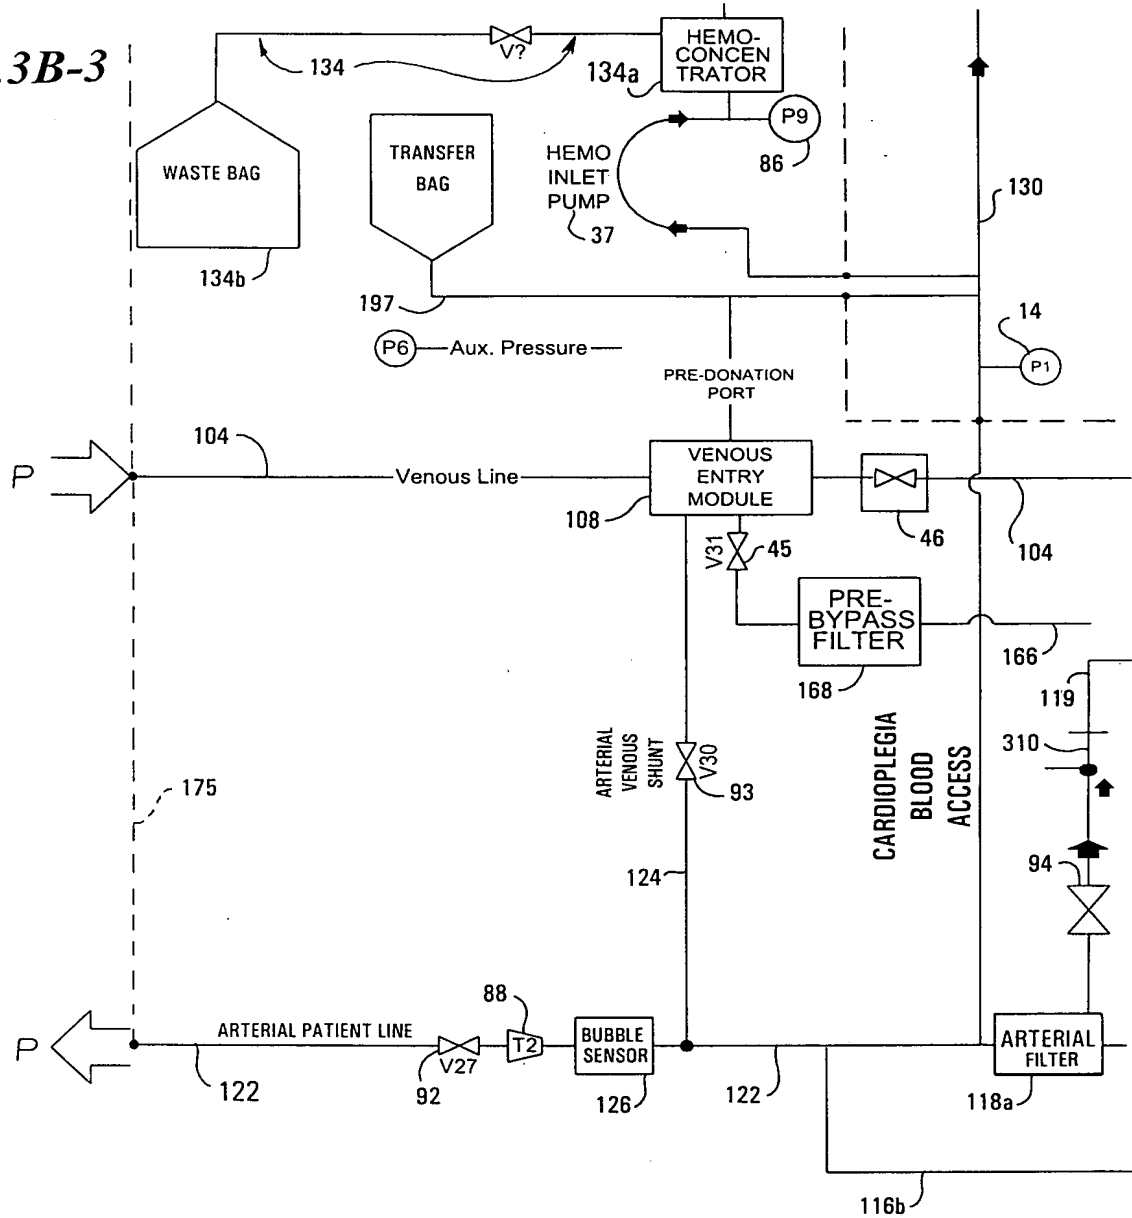 .3B-3
134
V?
HEMO-
CONCEN
TRATOR
134a
P9
86
WASTE BAG
134b
TRANSFER
BAG
HEMO
INLET
PUMP
37
130
197
P6
Aux. Pressure
14
P1
PRE-DONATION
PORT
P
104
Venous Line
VENOUS
ENTRY
MODULE
108
46
104
V31
45
PRE-
BYPASS
FILTER
168
166
119
310
ARTERIAL
VENOUS
SHUNT
V30
93
CARDIOPLEGIA
BLOOD
ACCESS
175
124
94
P
ARTERIAL PATIENT LINE
122
V27
92
88
T2
BUBBLE
SENSOR
126
122
ARTERIAL
FILTER
118a
116b